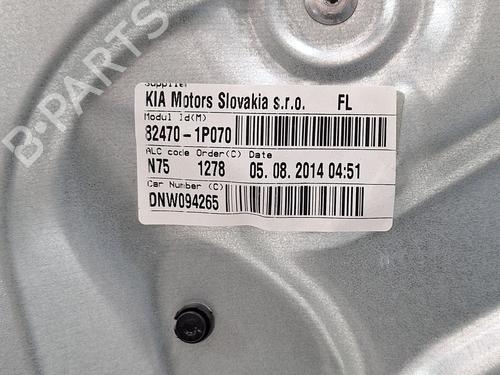 Supplier
KIA Motors Slovakia s.r.o. FL
Modul Id(M)
82470-1P070
ALC code Order(C) Date
N75 1278 05.08.2014 04:51
Car Number (C)
DNW094265
B-PARTS